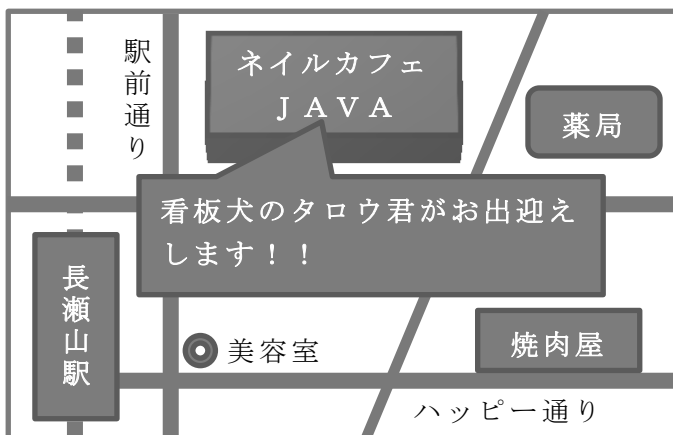 駅前通り
ネイルカフェ
JAVA
薬局
看板犬のタロウ君がお出迎え
します！！
長瀬山駅
美容室
焼肉屋
ハッピー通り